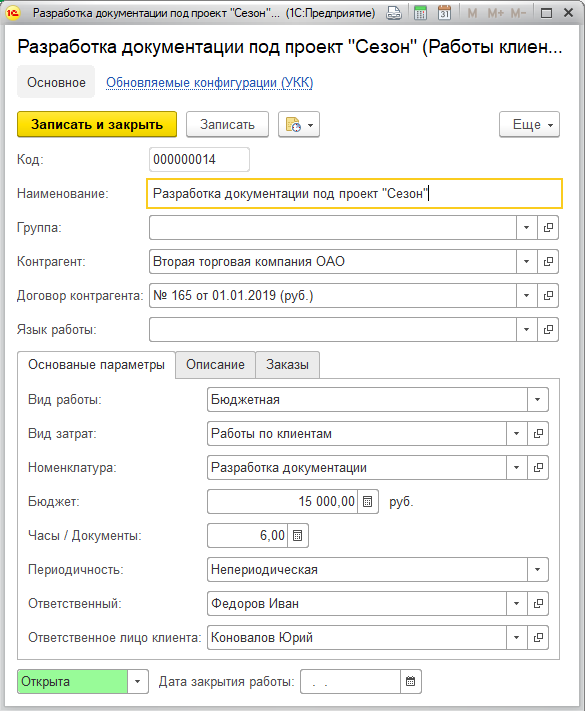 1С Разработка документации под проект "Сезон"... (1С:Предприятие) 31 M M+ M-
Разработка документации под проект "Сезон" (Работы клиен...
Основное Обновляемые конфигурации (УКК)
Записать и закрыть Записать Еще
Код: 000000014
Наименование: Разработка документации под проект "Сезон"
Группа:
Контрагент: Вторая торговая компания ОАО
Договор контрагента: № 165 от 01.01.2019 (руб.)
Язык работы:
Основаные параметры Описание Заказы
Вид работы: Бюджетная
Вид затрат: Работы по клиентам
Номенклатура: Разработка документации
Бюджет: 15 000,00 руб.
Часы / Документы: 6,00
Периодичность: Непериодическая
Ответственный: Федоров Иван
Ответственное лицо клиента: Коновалов Юрий
Открыта Дата закрытия работы: . .